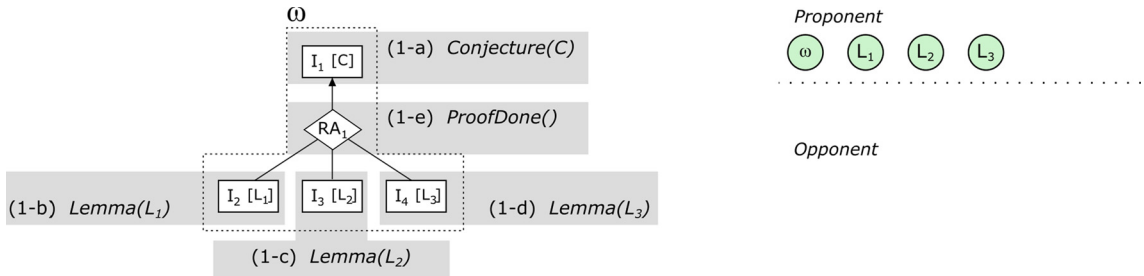 ω
(1-a) Conjecture(C)
I₁ [C]
(1-e) ProofDone()
RA₁
(1-b) Lemma(L₁)
I₂ [L₁]
I₃ [L₂]
I₄ [L₃]
(1-d) Lemma(L₃)
(1-c) Lemma(L₂)
Proponent
ω L₁ L₂ L₃
Opponent